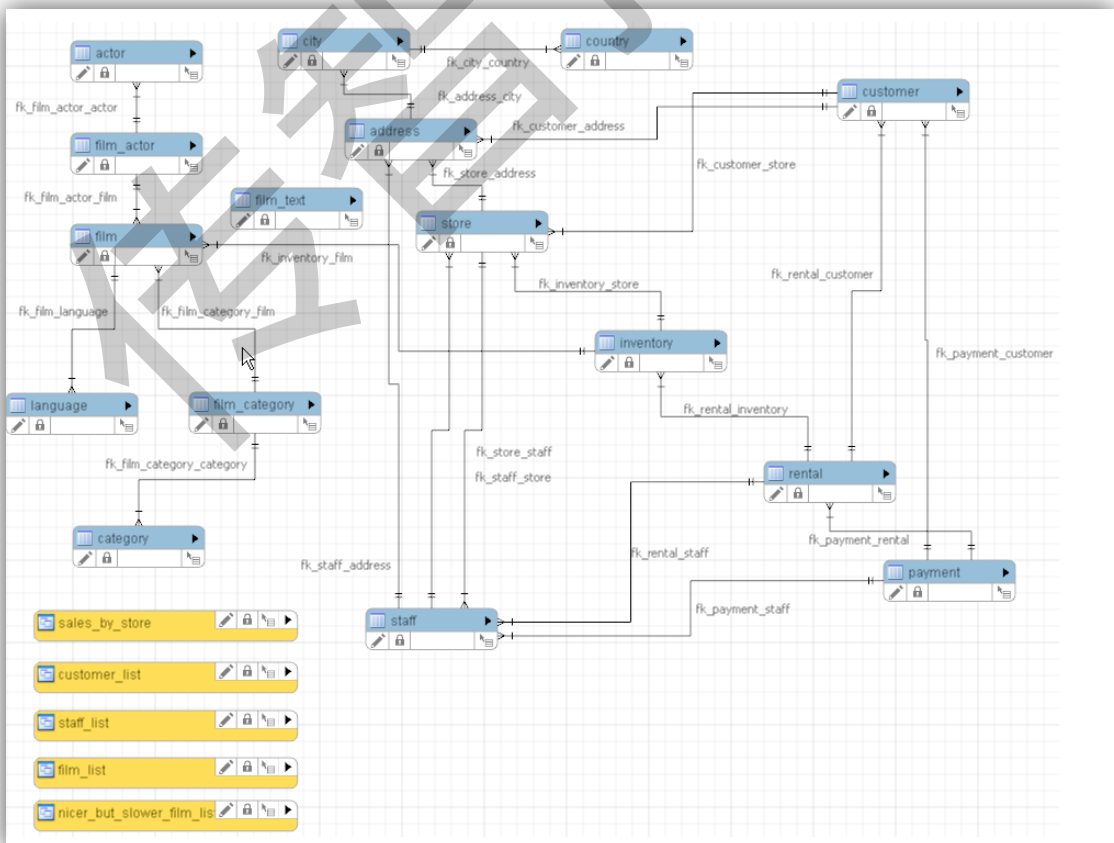 city
country
actor
fk_city_country
customer
fk_film_actor_actor
fk_address_city
address
fk_customer_address
film_actor
fk_store_address
fk_customer_store
fk_film_actor_film
film_text
store
film
fk_inventory_film
fk_rental_customer
fk_inventory_store
fk_film_language
fk_film_category_film
inventory
fk_payment_customer
language
film_category
fk_rental_inventory
fk_store_staff
fk_film_category_category
fk_staff_store
rental
category
fk_payment_rental
fk_rental_staff
fk_staff_address
payment
fk_payment_staff
staff
sales_by_store
customer_list
staff_list
film_list
nicer_but_slower_film_lis
传智